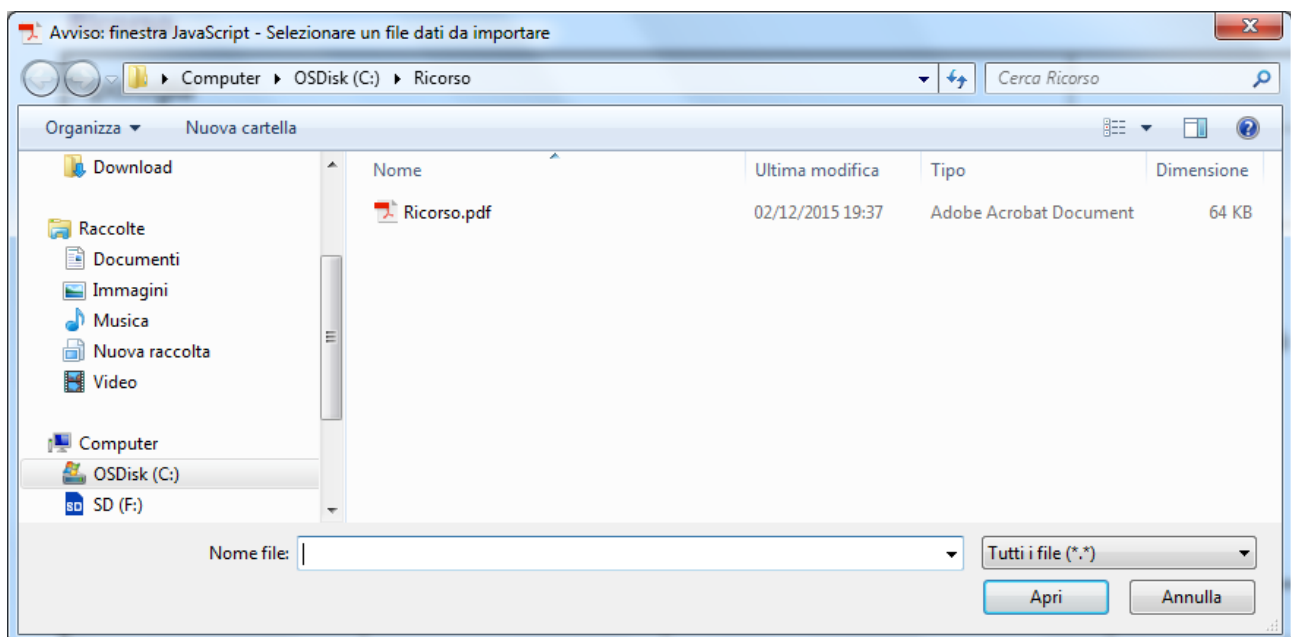 Avviso: finestra JavaScript - Selezionare un file dati da importare
Computer OSDisk (C:) Ricorso Cerca Ricorso
Organizza Nuova cartella
Download
Raccolte
Documenti
Immagini
Musica
Nuova raccolta
Video
Computer
OSDisk (C:)
SD SD (F:)
Nome Ultima modifica Tipo Dimensione
Ricorso.pdf 02/12/2015 19:37 Adobe Acrobat Document 64 KB
Nome file: Tutti i file (*.*)
Apri Annulla